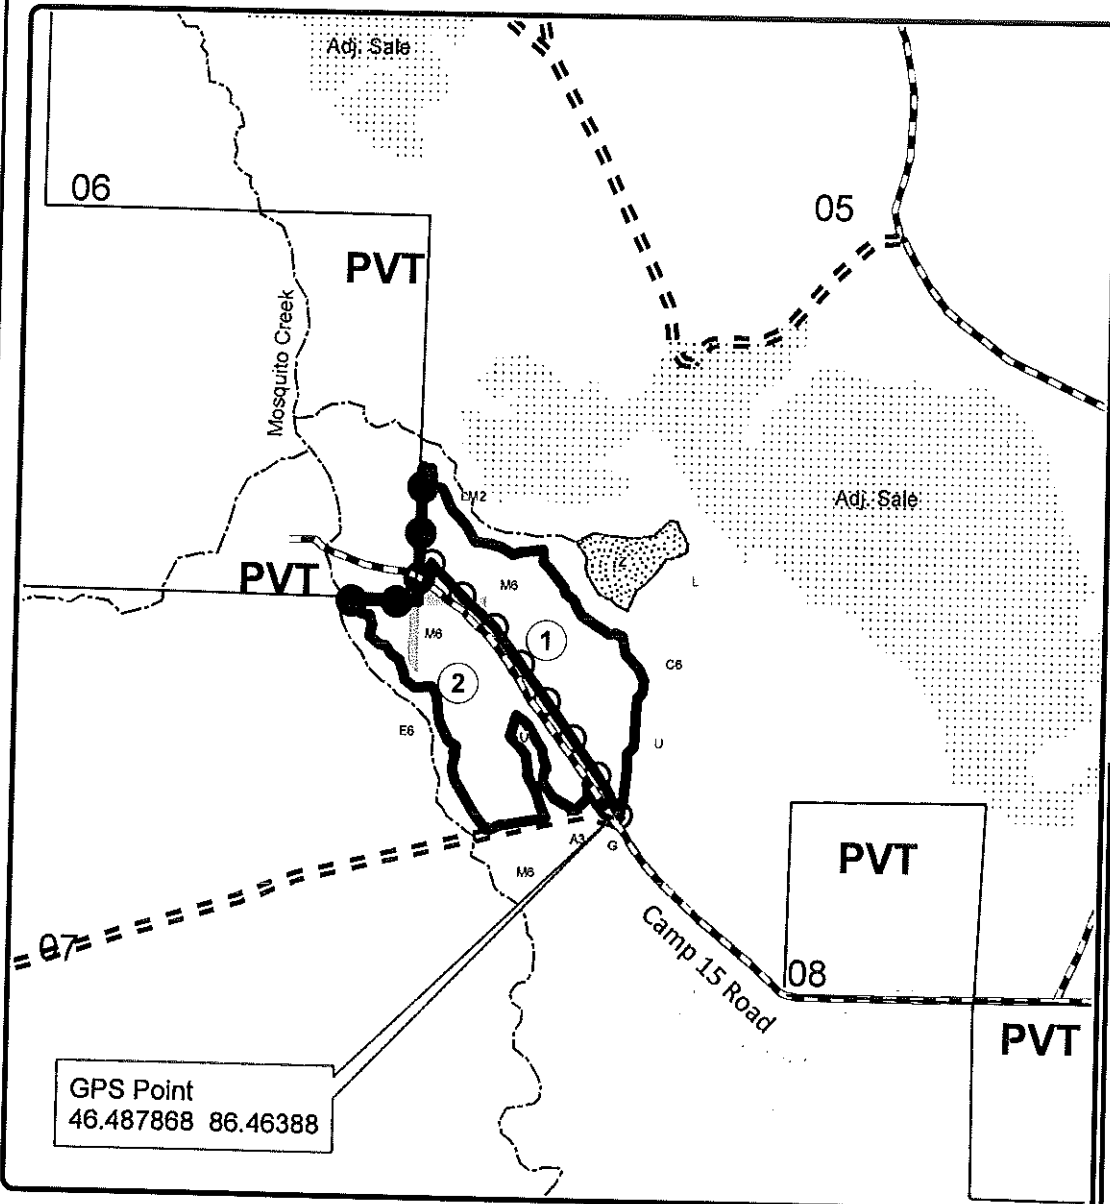 Adj. Sale
06
05
PVT
Mosquito Creek
EM2
Adj. Sale
Z
PVT
M6
L
M6
1
C6
2
E6
U
U
A3
G
M6
PVT
Camp 15 Road
07
08
PVT
GPS Point
46.487868 86.46388